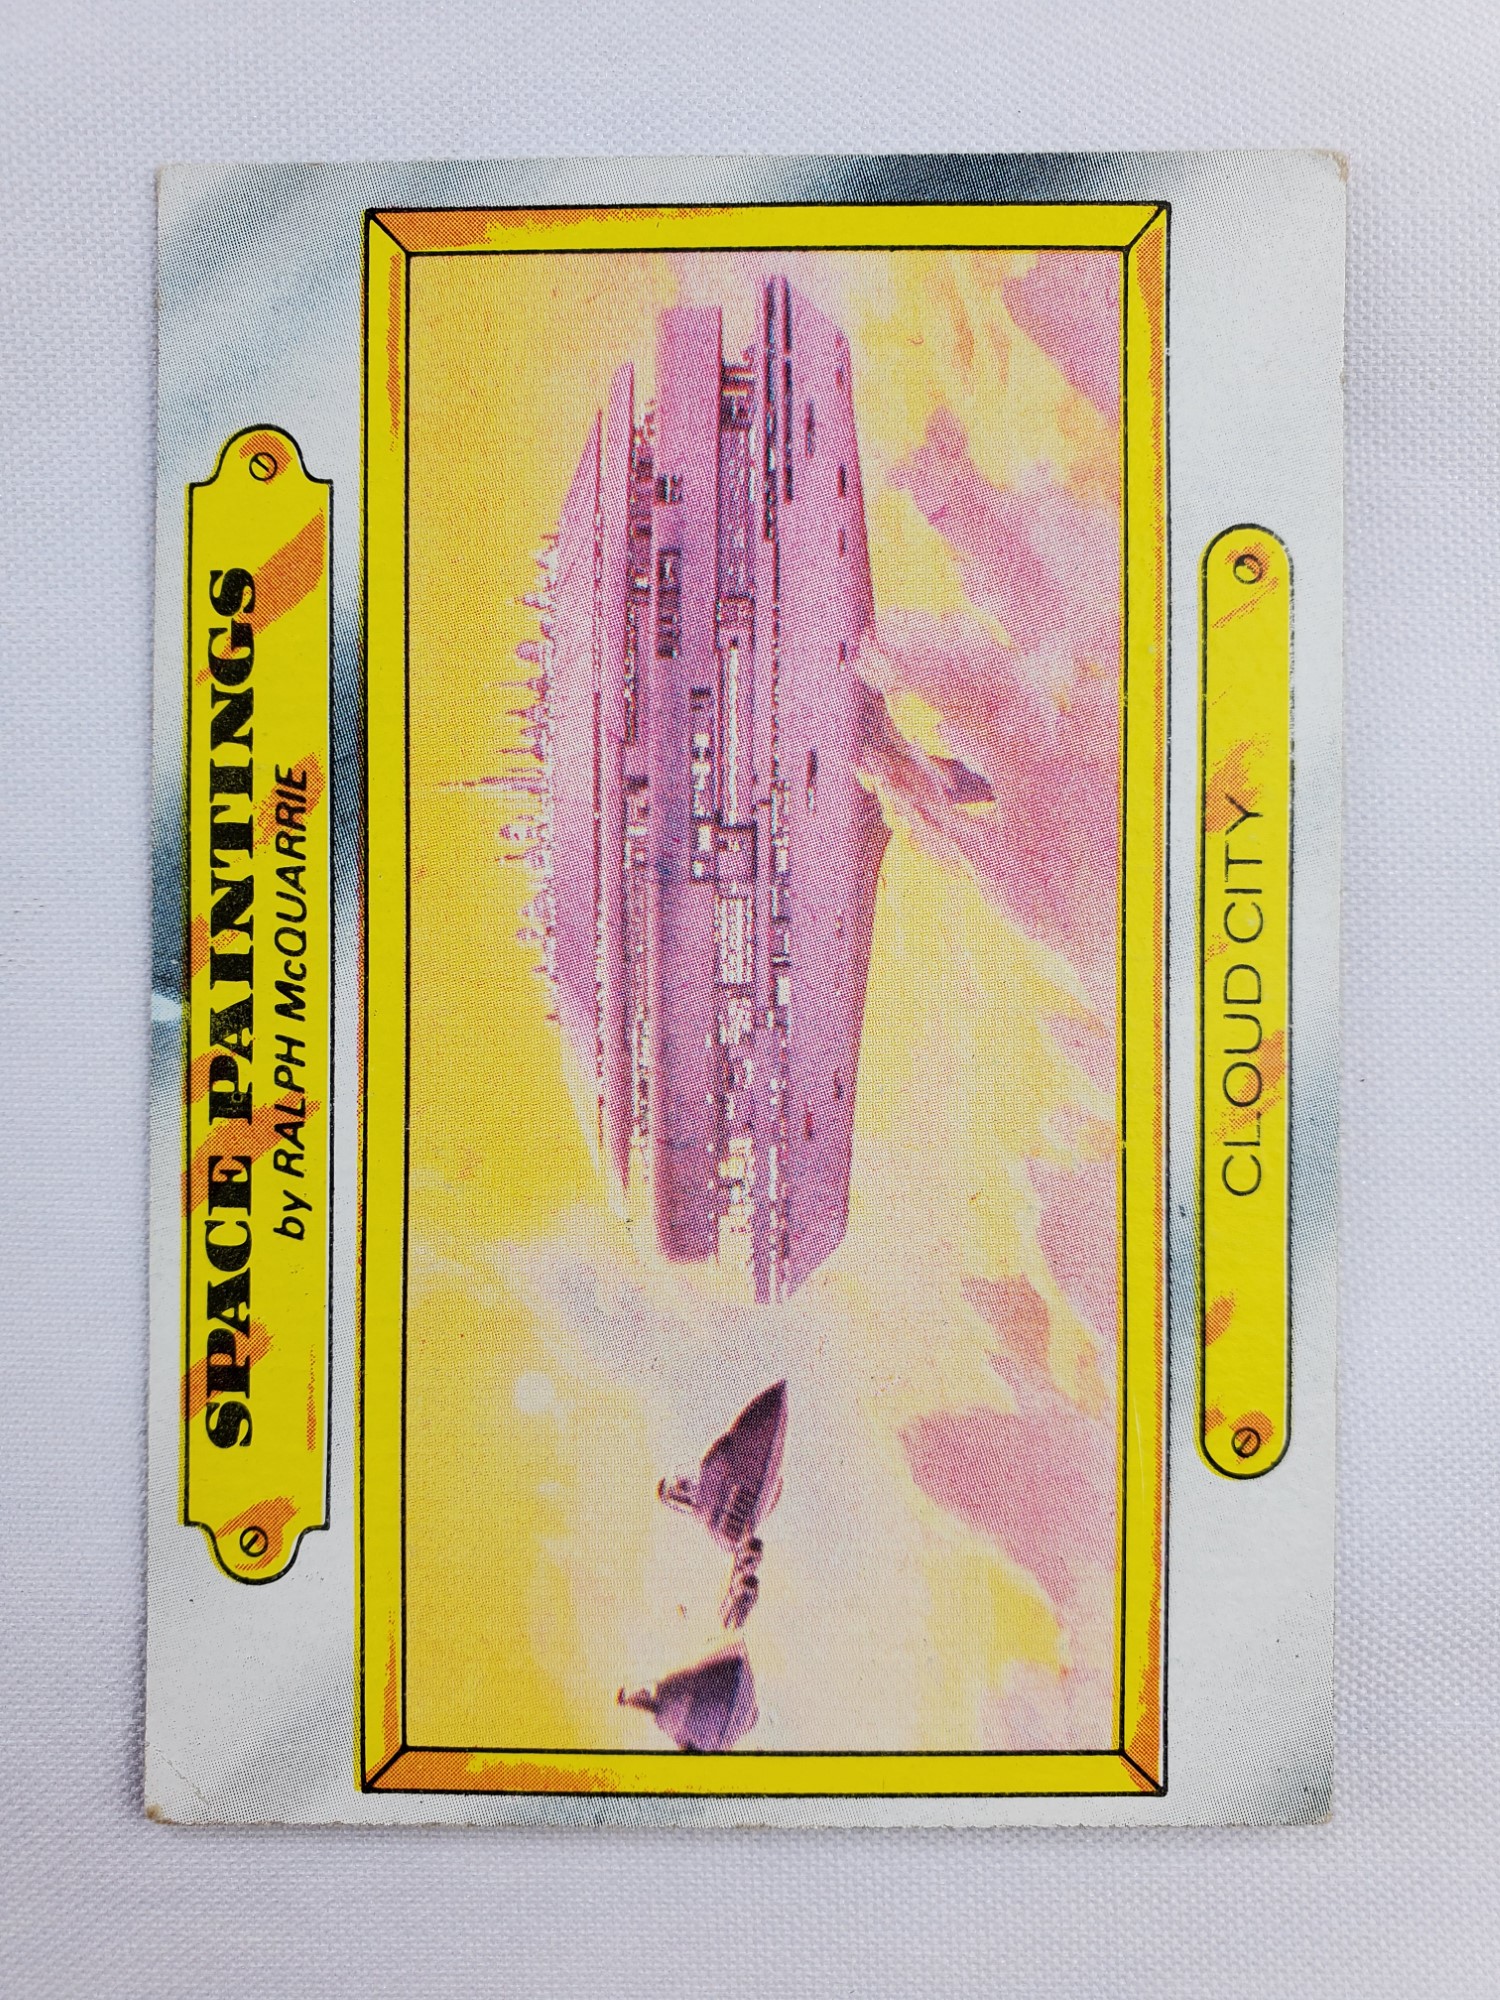 SPACE PAINTINGS
by RALPH McQUARRIE
CLOUD CITY